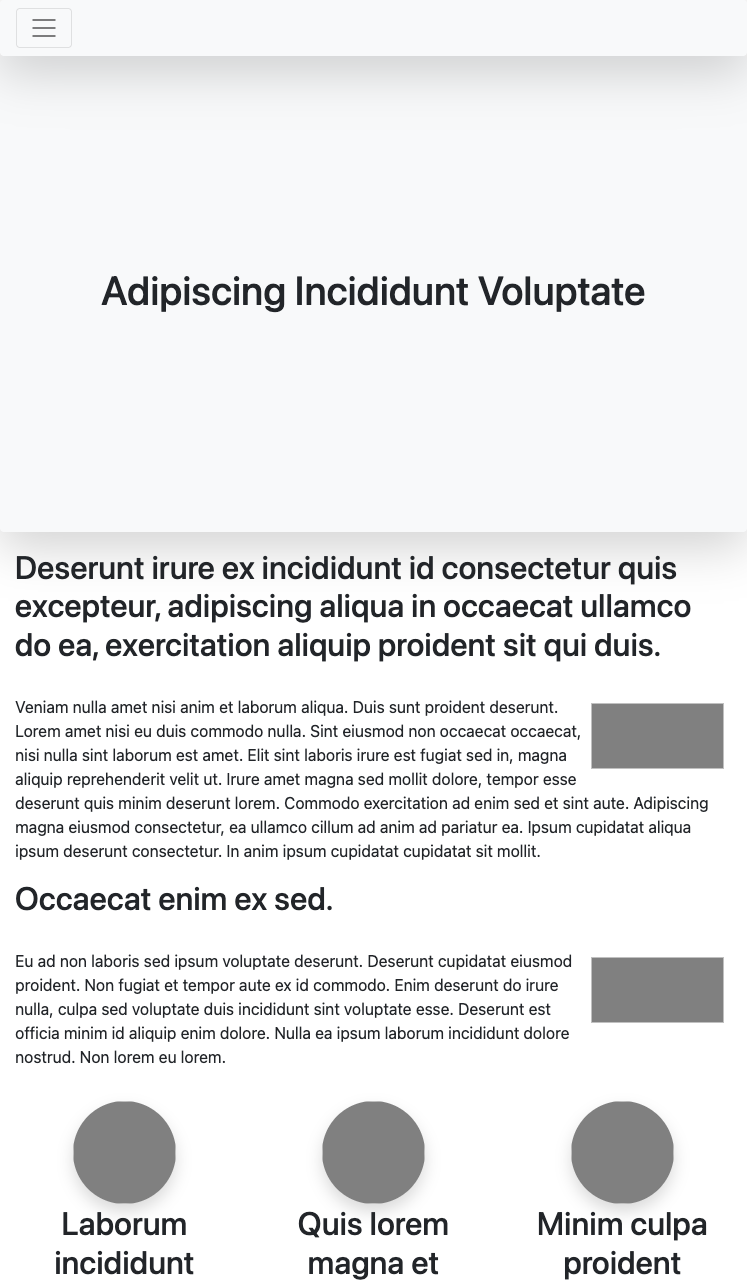 Adipiscing Incididunt Voluptate
Deserunt irure ex incididunt id consectetur quis
excepteur, adipiscing aliqua in occaecat ullamco
do ea, exercitation aliquip proident sit qui duis.
Veniam nulla amet nisi anim et laborum aliqua. Duis sunt proident deserunt.
Lorem amet nisi eu duis commodo nulla. Sint eiusmod non occaecat occaecat,
nisi nulla sint laborum est amet. Elit sint laboris irure est fugiat sed in, magna
aliquip reprehenderit velit ut. Irure amet magna sed mollit dolore, tempor esse
deserunt quis minim deserunt lorem. Commodo exercitation ad enim sed et sint aute. Adipiscing
magna eiusmod consectetur, ea ullamco cillum ad anim ad pariatur ea. Ipsum cupidatat aliqua
ipsum deserunt consectetur. In anim ipsum cupidatat cupidatat sit mollit.
Occaecat enim ex sed.
Eu ad non laboris sed ipsum voluptate deserunt. Deserunt cupidatat eiusmod
proident. Non fugiat et tempor aute ex id commodo. Enim deserunt do irure
nulla, culpa sed voluptate duis incididunt sint voluptate esse. Deserunt est
officia minim id aliquip enim dolore. Nulla ea ipsum laborum incididunt dolore
nostrud. Non lorem eu lorem.
Laborum
incididunt
Quis lorem
magna et
Minim culpa
proident